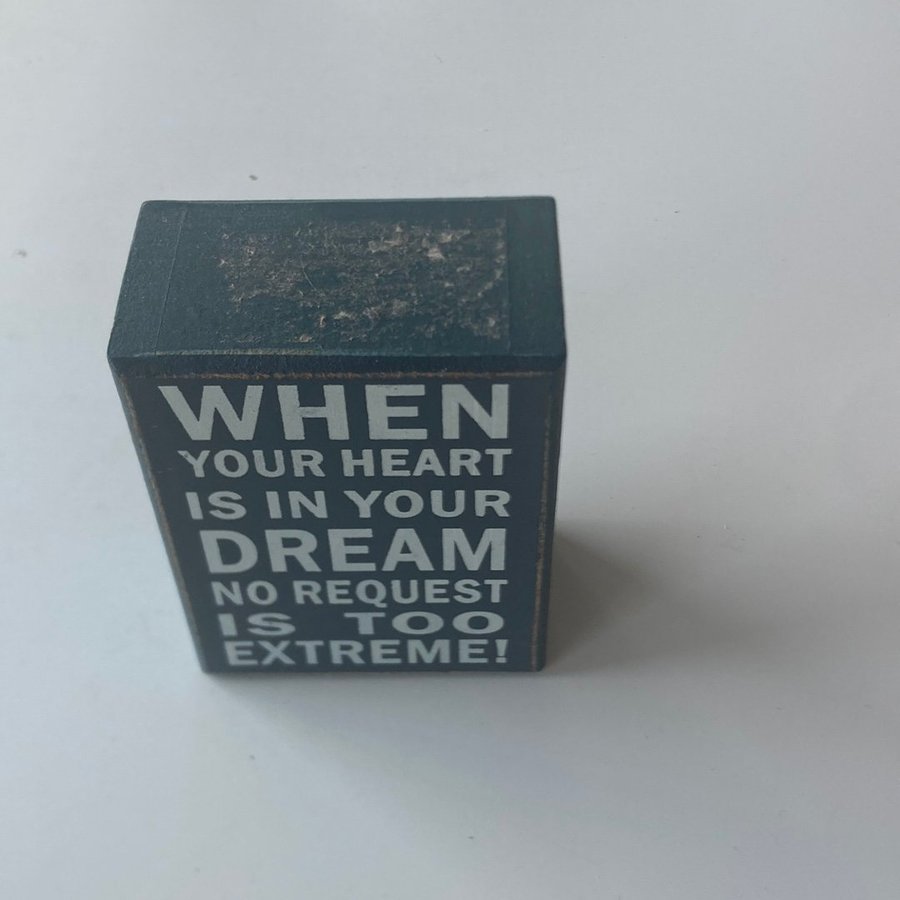 WHEN
YOUR HEART
IS IN YOUR
DREAM
NO REQUEST
IS TOO
EXTREME!